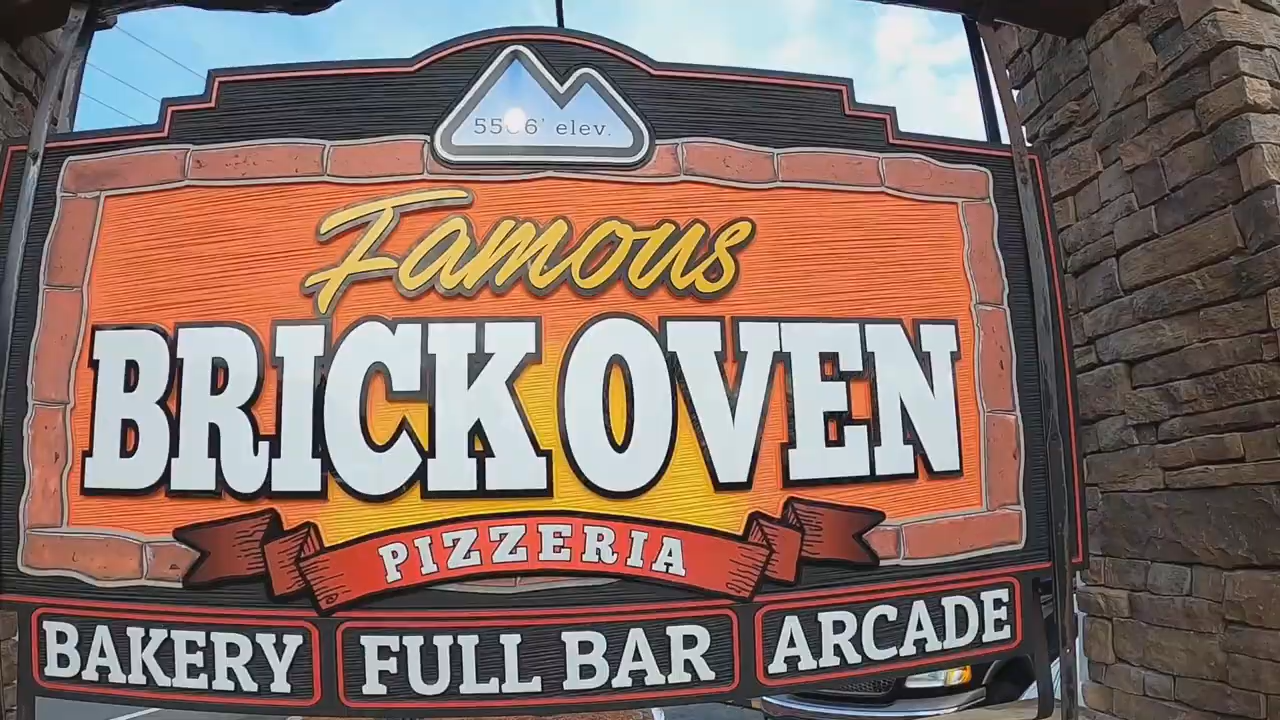 elev.
Famous
BRICK OVEN
PIZZERIA
BAKERY FULL BAR ARCADE